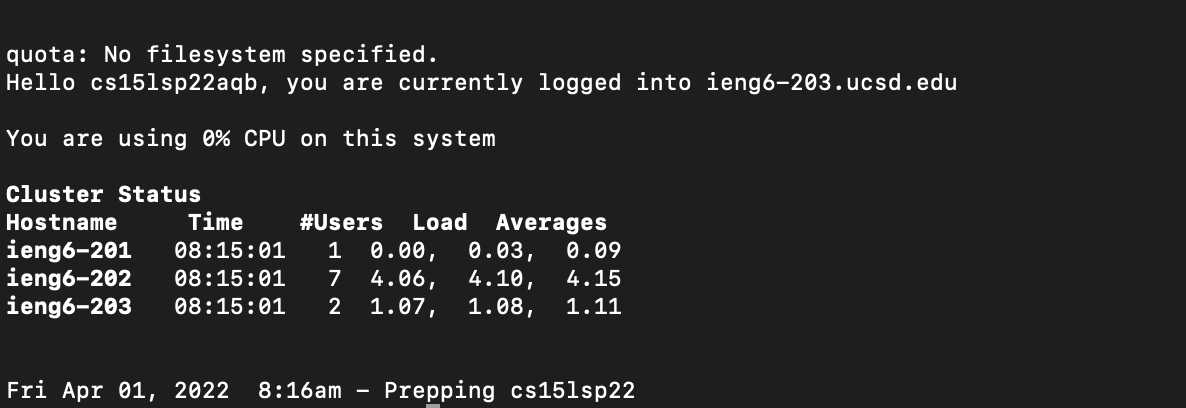 quota: No filesystem specified.
Hello cs15lsp22aqb, you are currently logged into ieng6-203.ucsd.edu
You are using 0% CPU on this system
Cluster Status
Hostname     Time    #Users  Load  Averages
ieng6-201   08:15:01   1  0.00,  0.03,  0.09
ieng6-202   08:15:01   7  4.06,  4.10,  4.15
ieng6-203   08:15:01   2  1.07,  1.08,  1.11
Fri Apr 01, 2022  8:16am - Prepping cs15lsp22